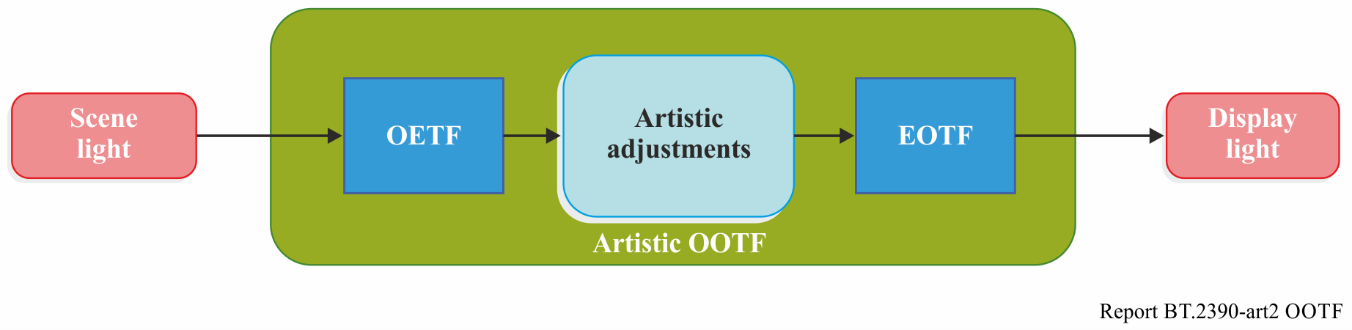 Scene
light
OETF
Artistic
adjustments
EOTF
Display
light
Artistic OOTF
Report BT.2390-art2 OOTF